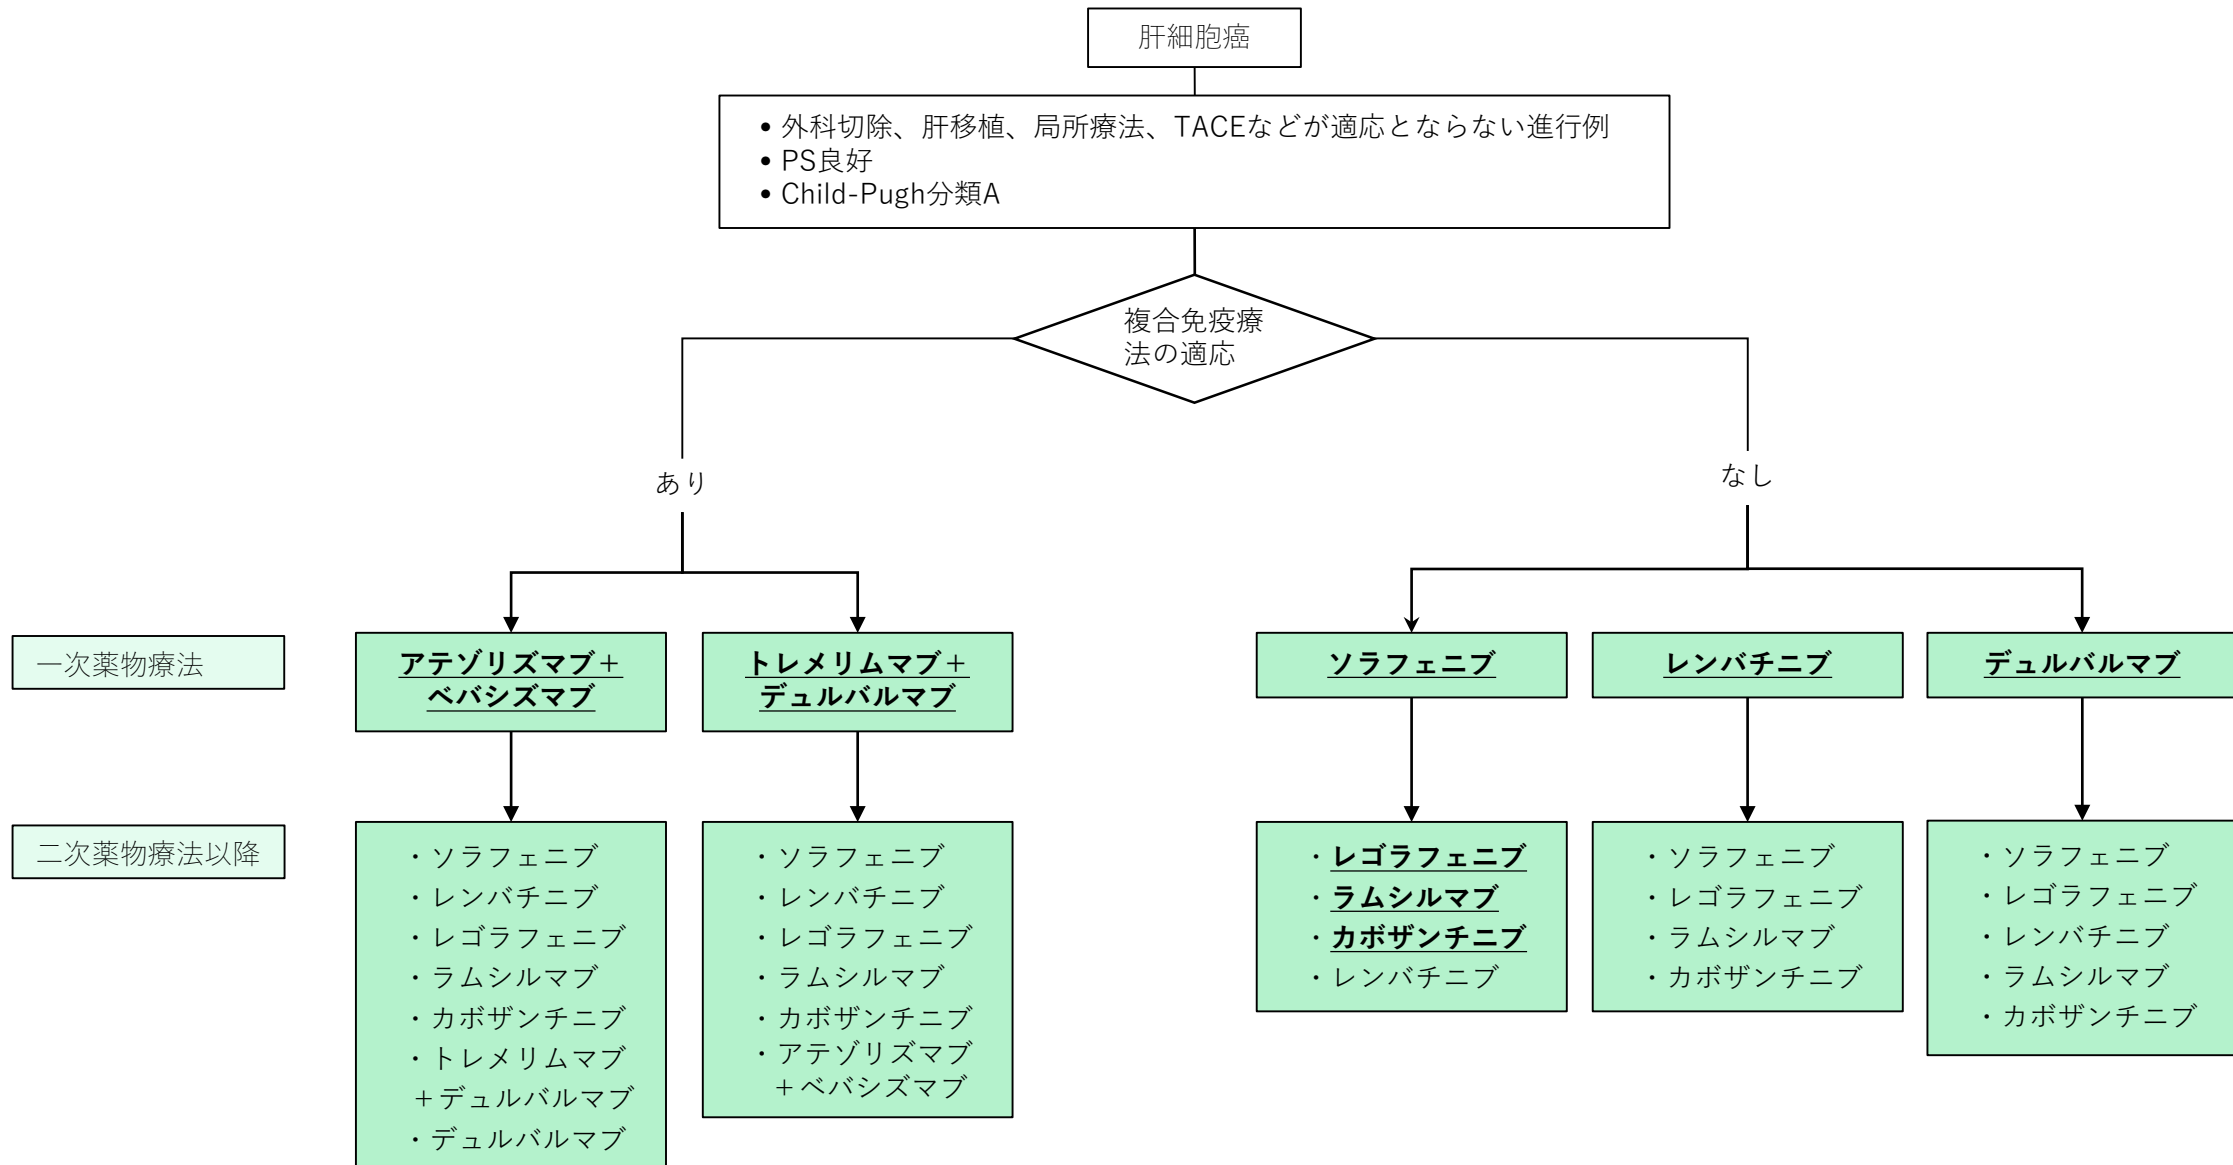 肝細胞癌
• 外科切除、肝移植、局所療法、TACEなどが適応とならない進行例
• PS良好
• Child-Pugh分類A
複合免疫療
法の適応
あり
なし
一次薬物療法
アテゾリズマブ＋
ベバシズマブ
トレメリムマブ＋
デュルバルマブ
ソラフェニブ
レンバチニブ
デュルバルマブ
二次薬物療法以降
・ソラフェニブ
・レンバチニブ
・レゴラフェニブ
・ラムシルマブ
・カボザンチニブ
・トレメリムマブ
＋デュルバルマブ
・デュルバルマブ
・ソラフェニブ
・レンバチニブ
・レゴラフェニブ
・ラムシルマブ
・カボザンチニブ
・アテゾリズマブ
＋ベバシズマブ
・レゴラフェニブ
・ラムシルマブ
・カボザンチニブ
・レンバチニブ
・ソラフェニブ
・レゴラフェニブ
・ラムシルマブ
・カボザンチニブ
・ソラフェニブ
・レゴラフェニブ
・レンバチニブ
・ラムシルマブ
・カボザンチニブ